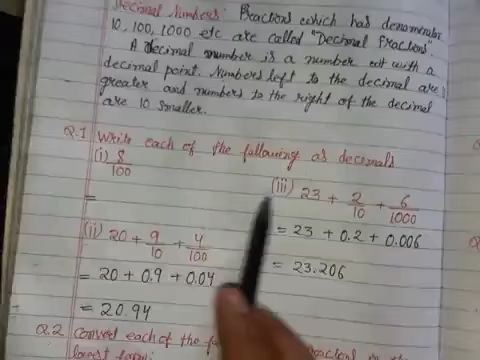 Decimal Numbers: Fractions which has denominator
10, 100, 1000 etc are called "Decimal Fractions"
A decimal number is a number with a
decimal point. Numbers left to the decimal are
greater and numbers to the right of the decimal
are 10 smaller.
Q.1 Write each of the following as decimals
(i) 8/100
=
(ii) 20 + 9/10 + 4/100
= 20 + 0.9 + 0.04
= 20.94
(iii) 23 + 2/10 + 6/1000
= 23 + 0.2 + 0.006
= 23.206
Q.2 Convert each of the in the
lowest form: